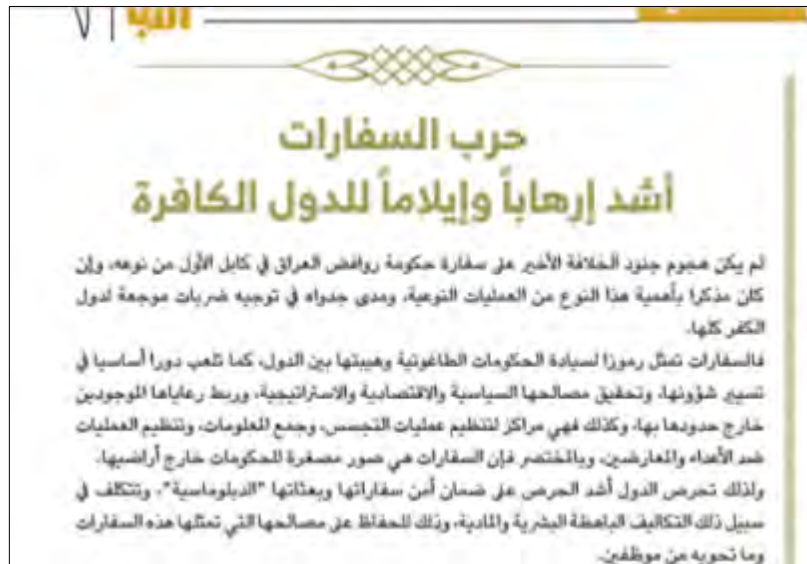 ٧ | النبأ
حرب السفارات
أشد إرهاباً وإيلاماً للدول الكافرة
لم يكن هجوم جنود الخلافة الأخير على سفارة حكومة روافض العراق في كابل الأول من نوعه، وإن
كان مذكرا بأهمية هذا النوع من العمليات النوعية، ومدى جدواه في توجيه ضربات موجعة لدول
الكفر كلها.
فالسفارات تمثل رموزا لسيادة الحكومات الطاغوتية وهيبتها بين الدول، كما تلعب دورا أساسيا في
تسيير شؤونها، وتحقيق مصالحها السياسية والاقتصادية والاستراتيجية، وربط رعاياها الموجودين
خارج حدودها بها، وكذلك فهي مراكز لتنظيم عمليات التجسس، وجمع المعلومات، وتنظيم العمليات
ضد الأعداء والمعارضين، وبالمختصر فإن السفارات هي صور مصغرة للحكومات خارج أراضيها.
ولذلك تحرص الدول أشد الحرص على ضمان أمن سفاراتها وبعثاتها "الدبلوماسية"، وتتكلف في
سبيل ذلك التكاليف الباهظة البشرية والمادية، وذلك للحفاظ على مصالحها التي تمثلها هذه السفارات
وما تحويه من موظفين.